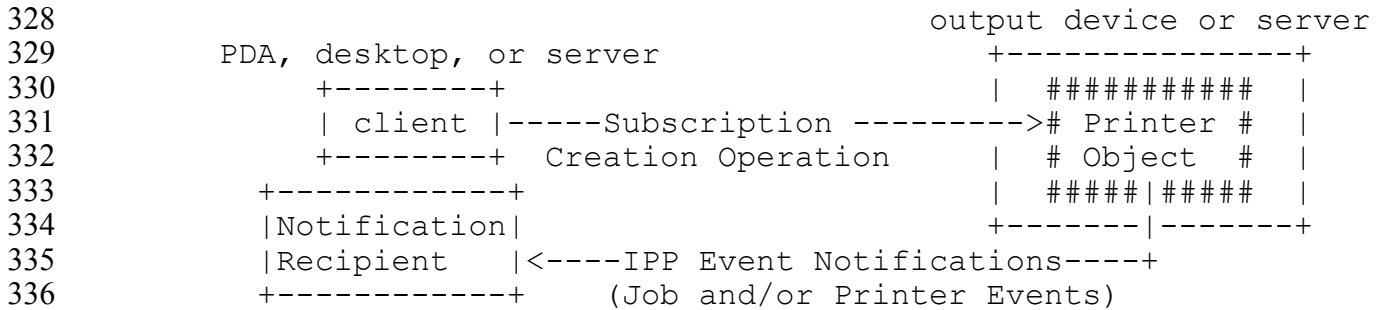 328                                           output device or server
329        PDA, desktop, or server               +---------------+
330             +--------+                       |  ###########  |
331             | client |-----Subscription ---------># Printer #  |
332             +--------+  Creation Operation    |  # Object  #  |
333          +------------+                       |  #####|#####  |
334          |Notification|                       +-------|-------+
335          |Recipient   |<----IPP Event Notifications----+
336          +------------+    (Job and/or Printer Events)